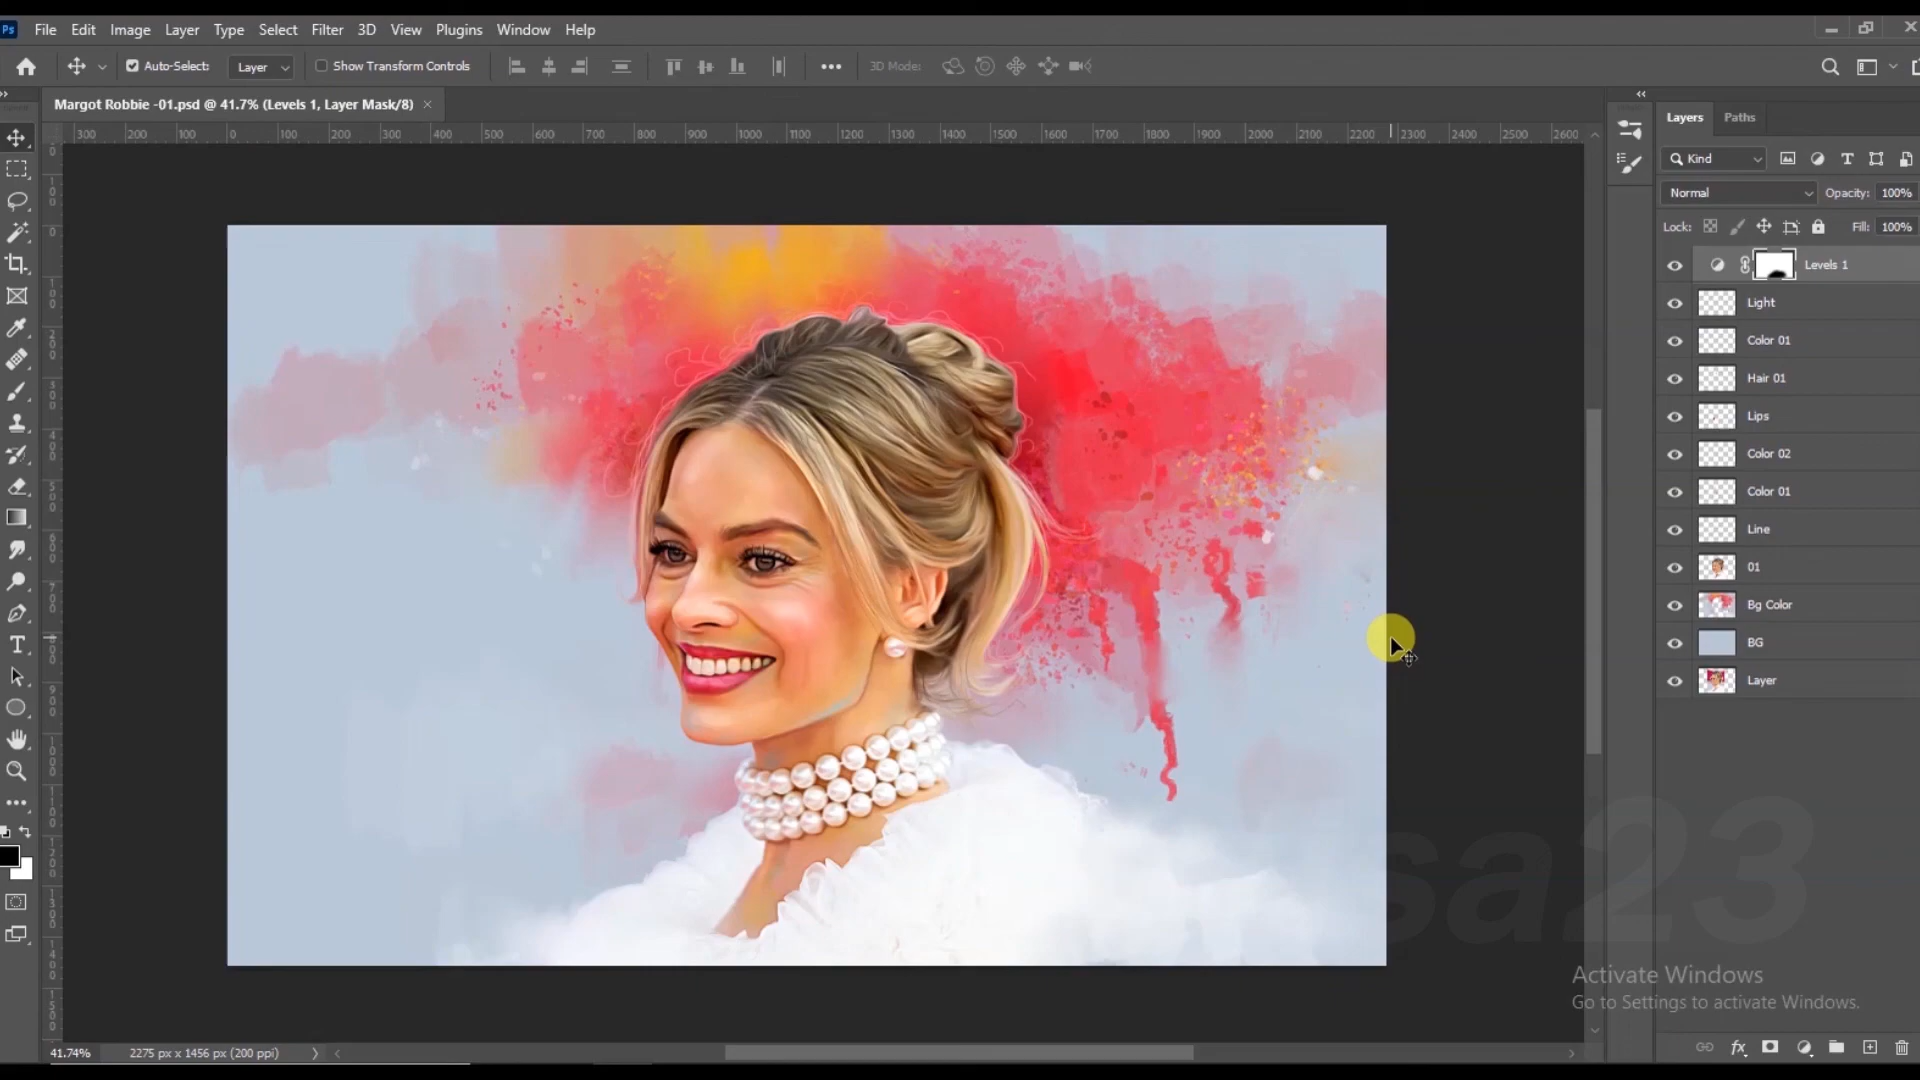 Ps File Edit Image Layer Type Select Filter 3D View Plugins Window Help
Auto-Select: Layer Show Transform Controls 3D Mode:
Margot Robbie -01.psd @ 41.7% (Levels 1, Layer Mask/8) ×
300 200 100 0 100 200 300 400 500 600 700 800 900 1000 1100 1200 1300 1400 1500 1600 1700 1800 1900 2000 2100 2200 2300 2400 2500 2600
Layers Paths
Kind
Normal Opacity: 100%
Lock: Fill: 100%
Levels 1
Light
Color 01
Hair 01
Lips
Color 02
Color 01
Line
01
Bg Color
BG
Layer
sa23
Activate Windows
Go to Settings to activate Windows.
41.74% 2275 px x 1456 px (200 ppi)